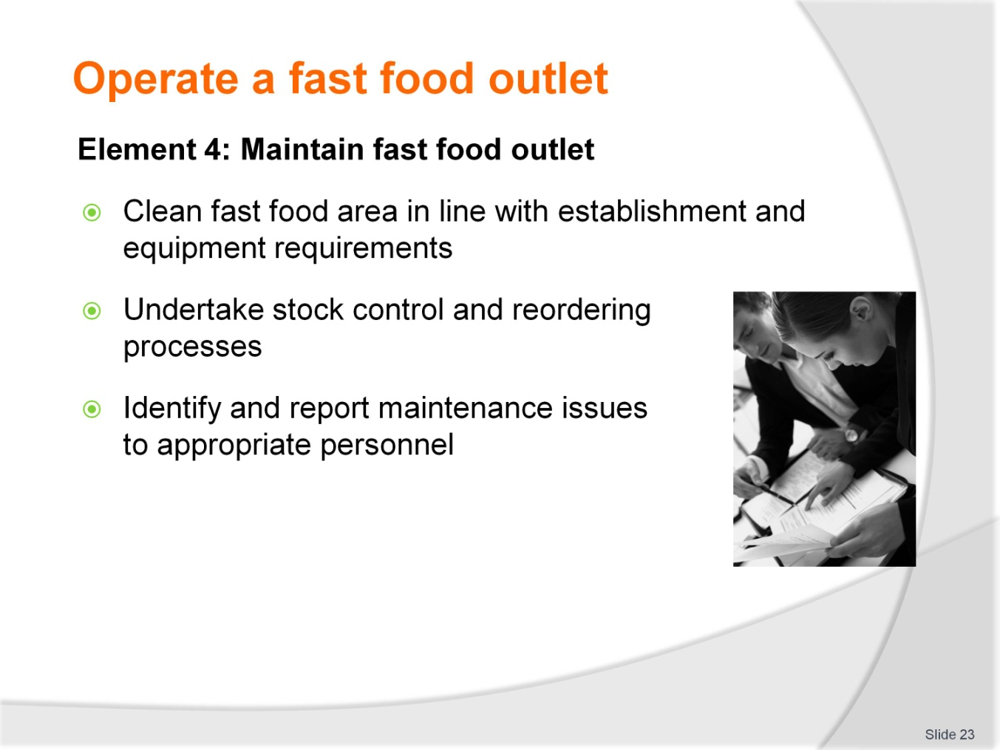 Operate a fast food outlet
Element 4: Maintain fast food outlet
Clean fast food area in line with establishment and
equipment requirements
Undertake stock control and reordering
processes
Identify and report maintenance issues
to appropriate personnel
Slide 23